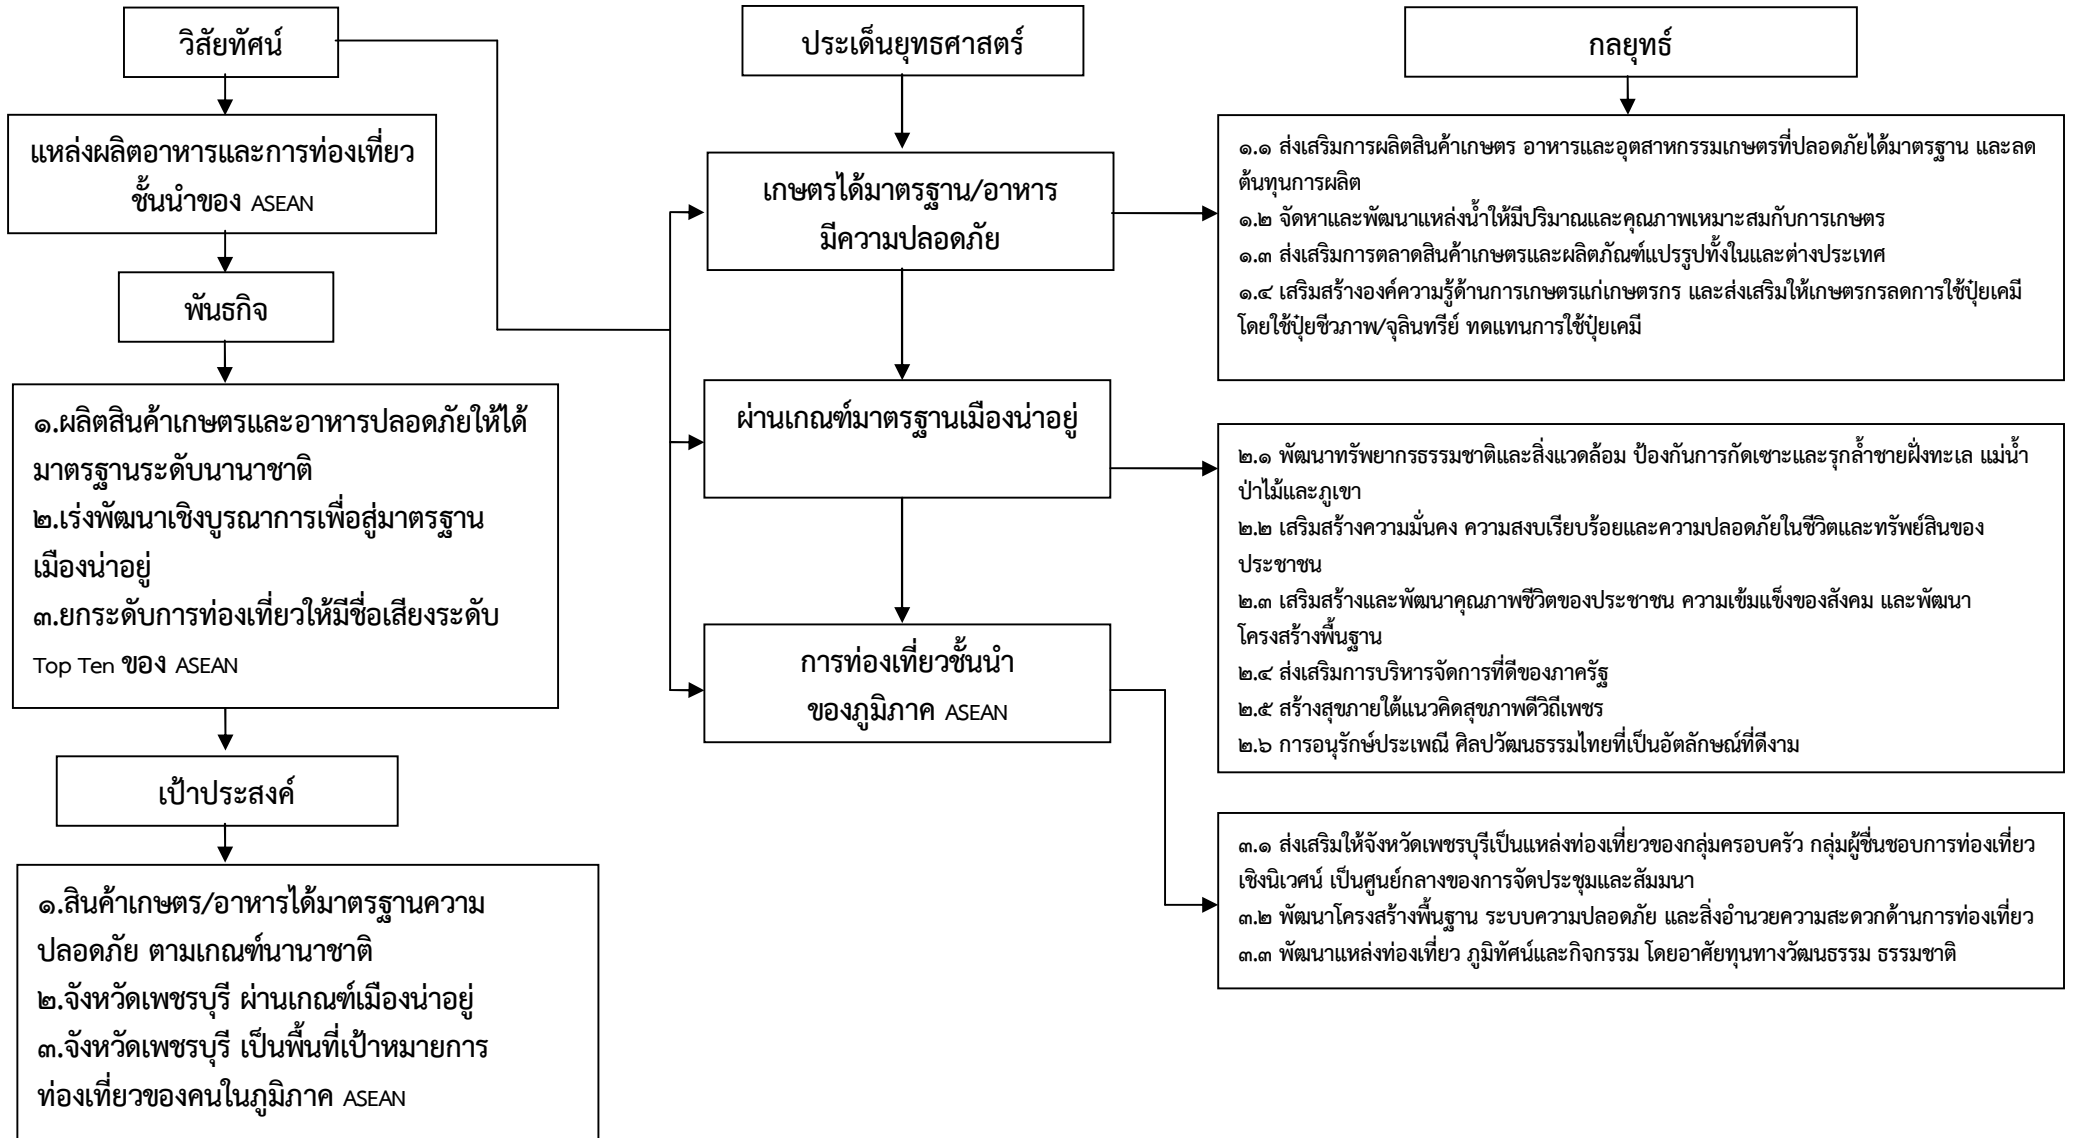 วิสัยทัศน์
แหล่งผลิตอาหารและการท่องเที่ยว
ชั้นนำของ ASEAN
พันธกิจ
๑.ผลิตสินค้าเกษตรและอาหารปลอดภัยให้ได้
มาตรฐานระดับนานาชาติ
๒.เร่งพัฒนาเชิงบูรณาการเพื่อสู่มาตรฐาน
เมืองน่าอยู่
๓.ยกระดับการท่องเที่ยวให้มีชื่อเสียงระดับ
Top Ten ของ ASEAN
เป้าประสงค์
๑.สินค้าเกษตร/อาหารได้มาตรฐานความ
ปลอดภัย ตามเกณฑ์นานาชาติ
๒.จังหวัดเพชรบุรี ผ่านเกณฑ์เมืองน่าอยู่
๓.จังหวัดเพชรบุรี เป็นพื้นที่เป้าหมายการ
ท่องเที่ยวของคนในภูมิภาค ASEAN
ประเด็นยุทธศาสตร์
เกษตรได้มาตรฐาน/อาหาร
มีความปลอดภัย
ผ่านเกณฑ์มาตรฐานเมืองน่าอยู่
การท่องเที่ยวชั้นนำ
ของภูมิภาค ASEAN
กลยุทธ์
๑.๑ ส่งเสริมการผลิตสินค้าเกษตร อาหารและอุตสาหกรรมเกษตรที่ปลอดภัยได้มาตรฐาน และลด
ต้นทุนการผลิต
๑.๒ จัดหาและพัฒนาแหล่งน้ำให้มีปริมาณและคุณภาพเหมาะสมกับการเกษตร
๑.๓ ส่งเสริมการตลาดสินค้าเกษตรและผลิตภัณฑ์แปรรูปทั้งในและต่างประเทศ
๑.๔ เสริมสร้างองค์ความรู้ด้านการเกษตรแก่เกษตรกร และส่งเสริมให้เกษตรกรลดการใช้ปุ๋ยเคมี
โดยใช้ปุ๋ยชีวภาพ/จุลินทรีย์ ทดแทนการใช้ปุ๋ยเคมี
๒.๑ พัฒนาทรัพยากรธรรมชาติและสิ่งแวดล้อม ป้องกันการกัดเซาะและรุกล้ำชายฝั่งทะเล แม่น้ำ
ป่าไม้และภูเขา
๒.๒ เสริมสร้างความมั่นคง ความสงบเรียบร้อยและความปลอดภัยในชีวิตและทรัพย์สินของ
ประชาชน
๒.๓ เสริมสร้างและพัฒนาคุณภาพชีวิตของประชาชน ความเข้มแข็งของสังคม และพัฒนา
โครงสร้างพื้นฐาน
๒.๔ ส่งเสริมการบริหารจัดการที่ดีของภาครัฐ
๒.๕ สร้างสุขภายใต้แนวคิดสุขภาพดีวิถีเพชร
๒.๖ การอนุรักษ์ประเพณี ศิลปวัฒนธรรมไทยที่เป็นอัตลักษณ์ที่ดีงาม
๓.๑ ส่งเสริมให้จังหวัดเพชรบุรีเป็นแหล่งท่องเที่ยวของกลุ่มครอบครัว กลุ่มผู้ชื่นชอบการท่องเที่ยว
เชิงนิเวศน์ เป็นศูนย์กลางของการจัดประชุมและสัมมนา
๓.๒ พัฒนาโครงสร้างพื้นฐาน ระบบความปลอดภัย และสิ่งอำนวยความสะดวกด้านการท่องเที่ยว
๓.๓ พัฒนาแหล่งท่องเที่ยว ภูมิทัศน์และกิจกรรม โดยอาศัยทุนทางวัฒนธรรม ธรรมชาติ